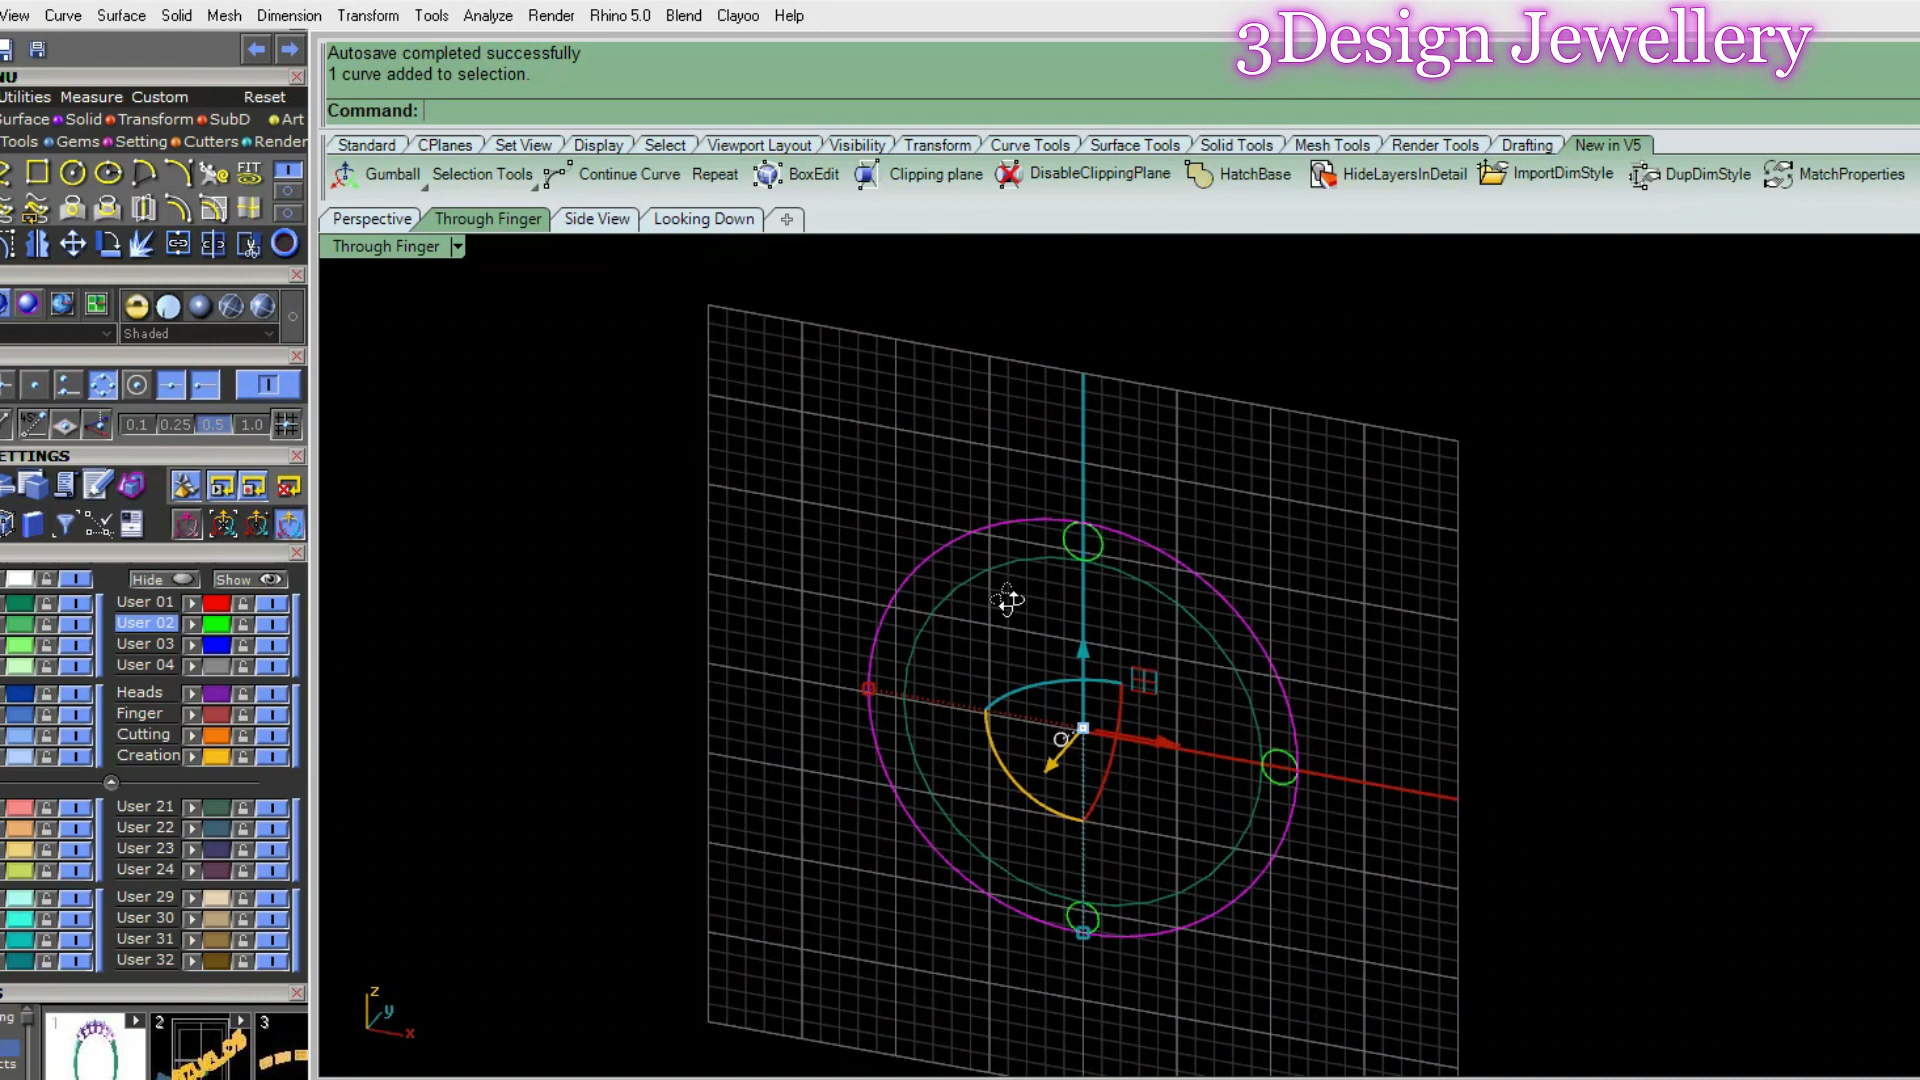 View Curve Surface Solid Mesh Dimension Transform Tools Analyze Render Rhino 5.0 Blend Clayoo Help
3Design Jewellery
Autosave completed successfully
1 curve added to selection.
Command:
NU
Utilities Measure Custom Reset
Surface Solid Transform SubD Art
Tools Gems Setting Cutters Render
FIT
Standard CPlanes Set View Display Select Viewport Layout Visibility Transform Curve Tools Surface Tools Solid Tools Mesh Tools Render Tools Drafting New in V5
Gumball Selection Tools Continue Curve Repeat BoxEdit Clipping plane DisableClippingPlane HatchBase HideLayersInDetail ImportDimStyle DupDimStyle MatchProperties
Perspective Through Finger Side View Looking Down
Through Finger
Shaded
45°
0.1 0.25 0.5 1.0
ETTINGS
Hide Show
User 01
User 02
User 03
User 04
Heads
Finger
Cutting
Creation
User 21
User 22
User 23
User 24
User 29
User 30
User 31
User 32
S
ng
cts
1 2 3
z
y
x